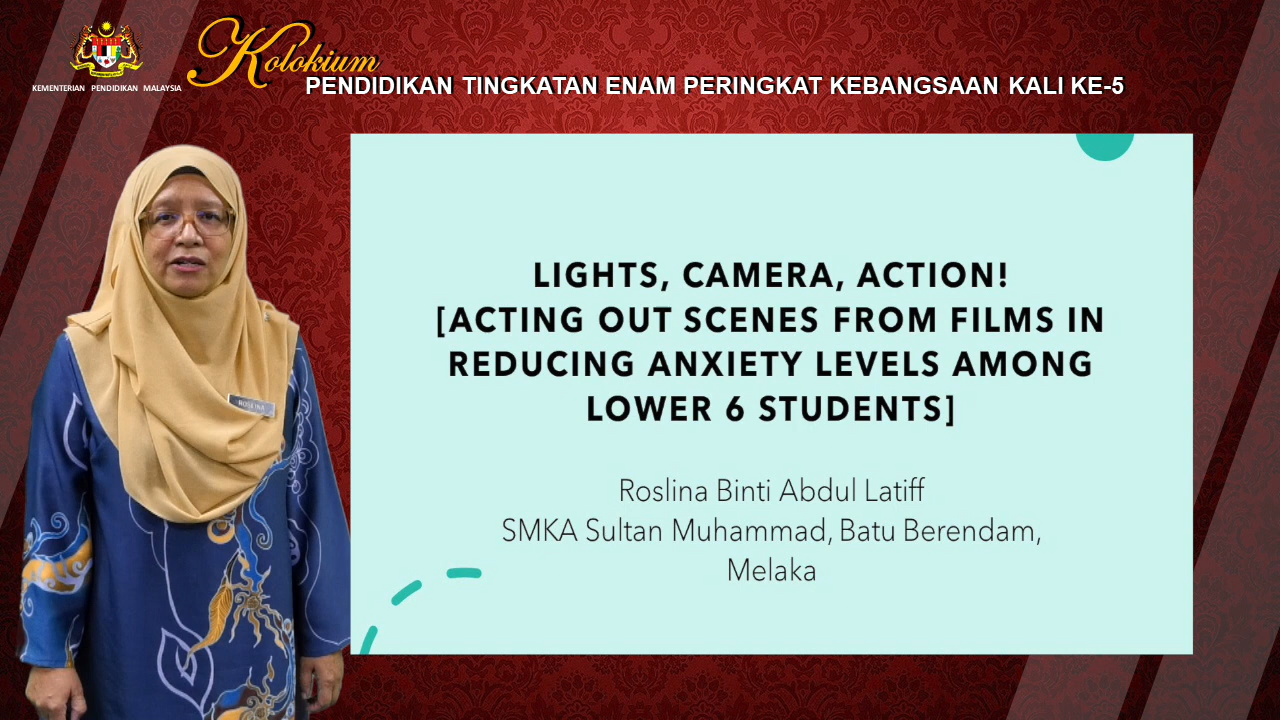 Kolokium
KEMENTERIAN PENDIDIKAN MALAYSIA
PENDIDIKAN TINGKATAN ENAM PERINGKAT KEBANGSAAN KALI KE-5
LIGHTS, CAMERA, ACTION!
[ACTING OUT SCENES FROM FILMS IN
REDUCING ANXIETY LEVELS AMONG
LOWER 6 STUDENTS]
ROSLINA
Roslina Binti Abdul Latiff
SMKA Sultan Muhammad, Batu Berendam,
Melaka